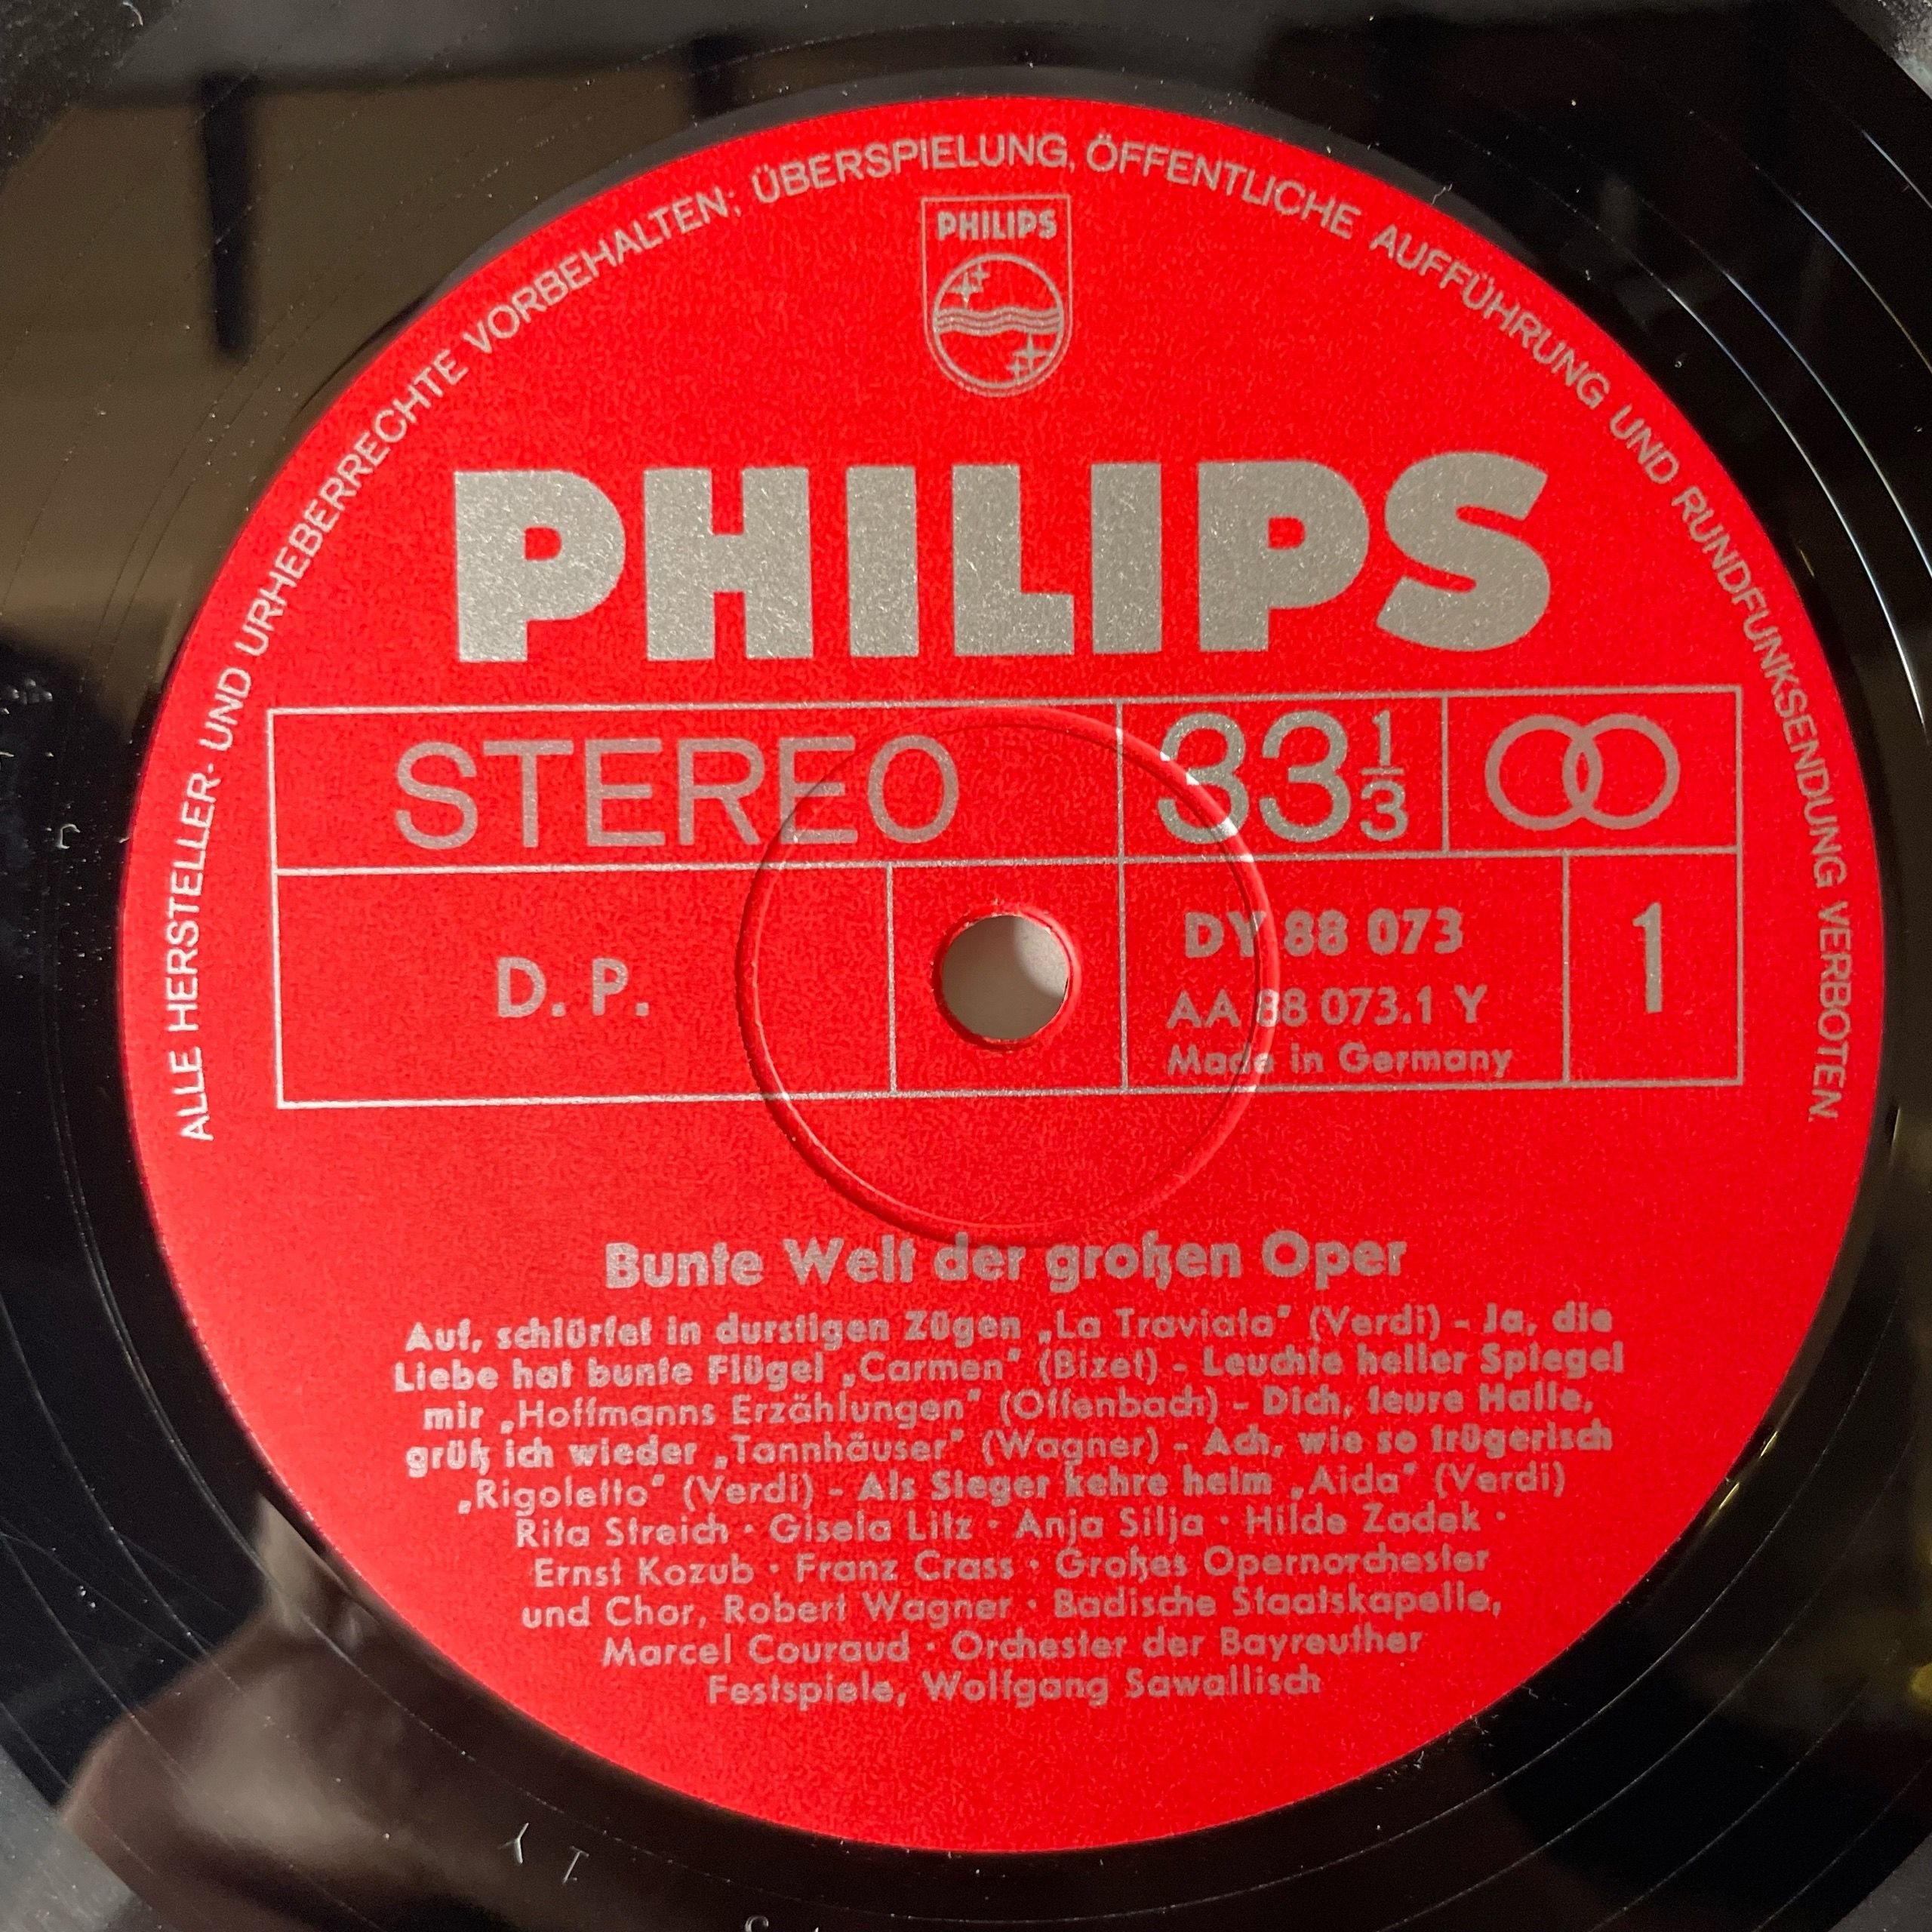 ALLE HERSTELLER- UND URHEBERRECHTE VORBEHALTEN; ÜBERSPIELUNG, ÖFFENTLICHE AUFFÜHRUNG UND RUNDFUNKSENDUNG VERBOTEN.
PHILIPS
PHILIPS
STEREO
33 1/3
D. P.
DY 88 073
AA 88 073.1 Y
Made in Germany
1
Bunte Welt der großen Oper
Auf, schlürfet in durstigen Zügen „La Traviata" (Verdi) - Ja, die
Liebe hat bunte Flügel „Carmen" (Bizet) - Leuchte heller Spiegel
mir „Hoffmanns Erzählungen" (Offenbach) - Dich, teure Halle,
grüß ich wieder „Tannhäuser" (Wagner) - Ach, wie so trügerisch
„Rigoletto" (Verdi) - Als Sieger kehre heim „Aida" (Verdi)
Rita Streich · Gisela Litz · Anja Silja · Hilde Zadek ·
Ernst Kozub · Franz Crass · Großes Opernorchester
und Chor, Robert Wagner · Badische Staatskapelle,
Marcel Couraud · Orchester der Bayreuther
Festspiele, Wolfgang Sawallisch